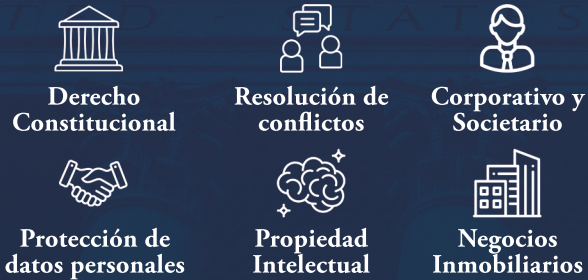 Derecho
Constitucional
Resolución de
conflictos
Corporativo y
Societario
Protección de
datos personales
Propiedad
Intelectual
Negocios
Inmobiliarios